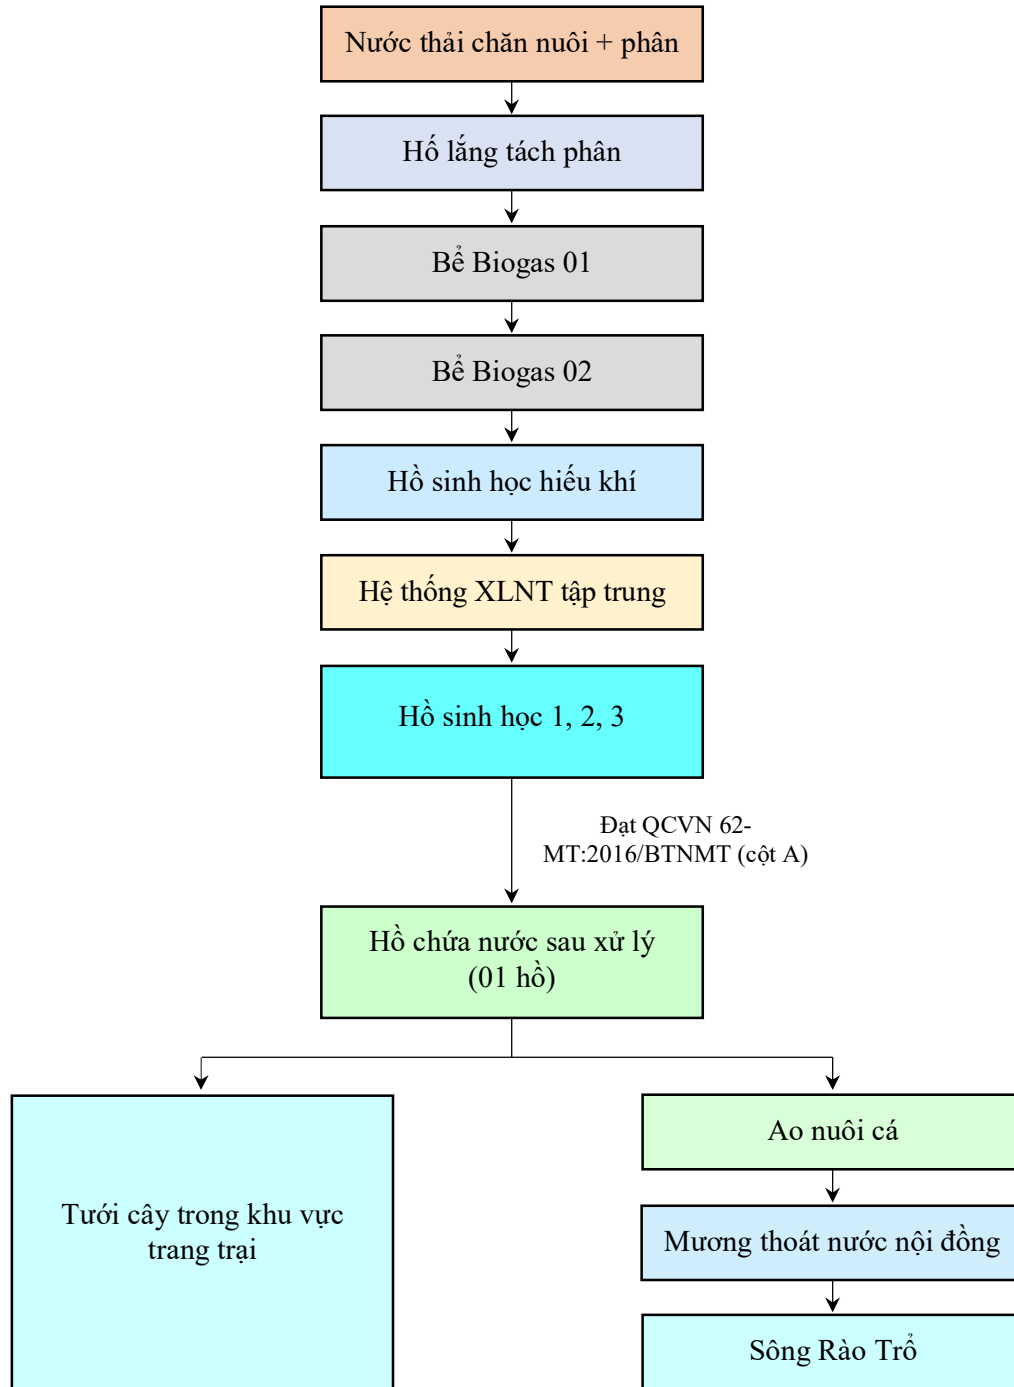 Nước thải chăn nuôi + phân
Hố lắng tách phân
Bể Biogas 01
Bể Biogas 02
Hồ sinh học hiếu khí
Hệ thống XLNT tập trung
Hồ sinh học 1, 2, 3
Đạt QCVN 62-
MT:2016/BTNMT (cột A)
Hồ chứa nước sau xử lý
(01 hồ)
Tưới cây trong khu vực
trang trại
Ao nuôi cá
Mương thoát nước nội đồng
Sông Rào Trổ